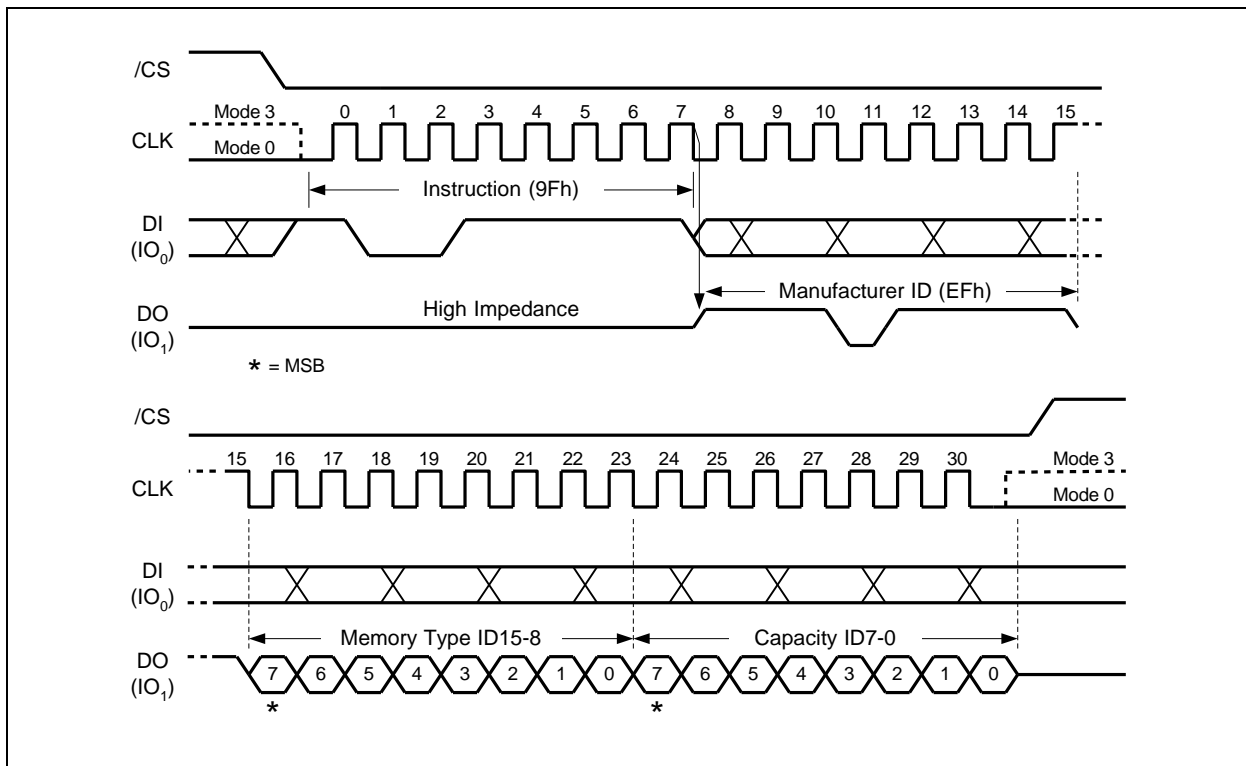 /CS
Mode 3 0 1 2 3 4 5 6 7 8 9 10 11 12 13 14 15
CLK
Mode 0
Instruction (9Fh)
DI
(IO0)
Manufacturer ID (EFh)
High Impedance
DO
(IO1)
* = MSB
/CS
15 16 17 18 19 20 21 22 23 24 25 26 27 28 29 30 Mode 3
CLK
Mode 0
DI
(IO0)
Memory Type ID15-8 Capacity ID7-0
DO 7 6 5 4 3 2 1 0 7 6 5 4 3 2 1 0
(IO1)
* *